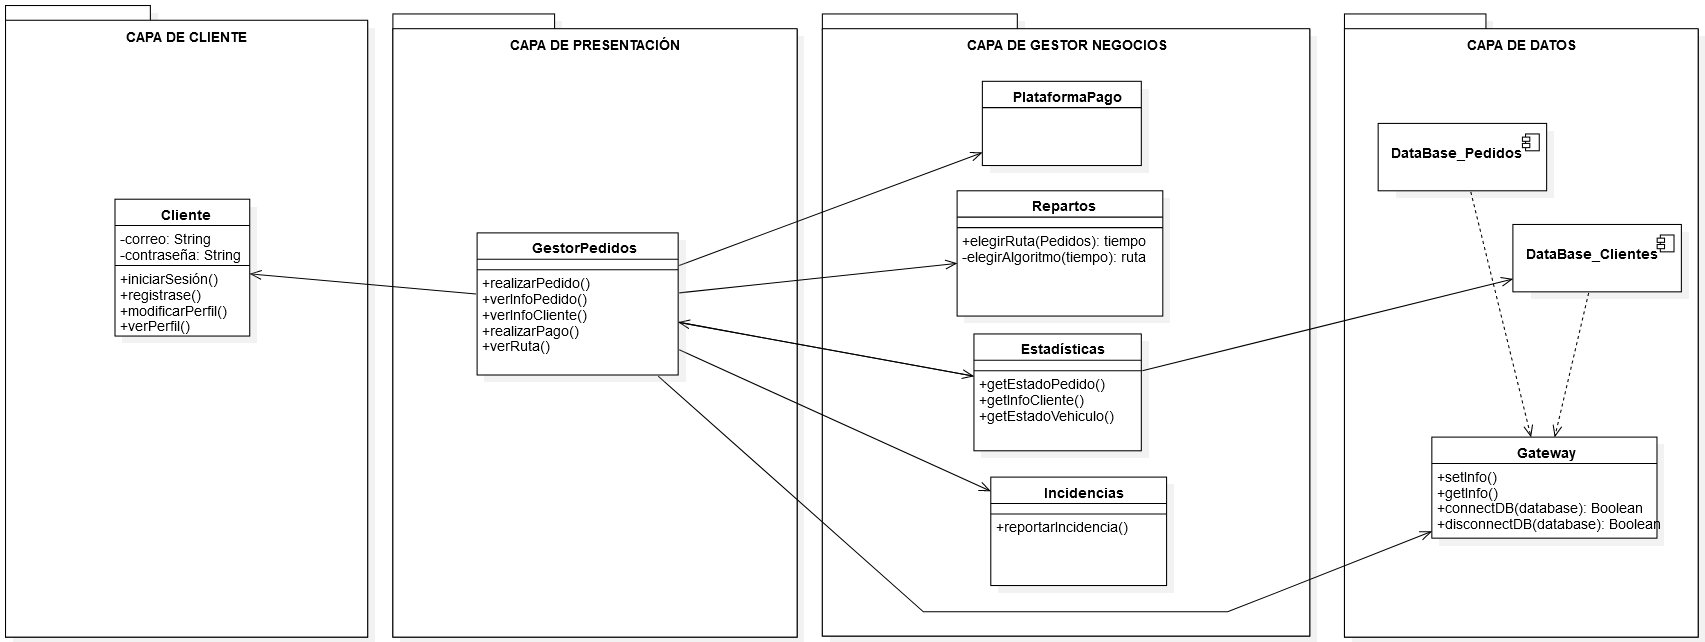 CAPA DE CLIENTE
Cliente
-correo: String
-contraseña: String
+iniciarSesión()
+registrase()
+modificarPerfil()
+verPerfil()
CAPA DE PRESENTACIÓN
GestorPedidos
+realizarPedido()
+verInfoPedido()
+verInfoCliente()
+realizarPago()
+verRuta()
CAPA DE GESTOR NEGOCIOS
PlataformaPago
Repartos
+elegirRuta(Pedidos): tiempo
-elegirAlgoritmo(tiempo): ruta
Estadísticas
+getEstadoPedido()
+getInfoCliente()
+getEstadoVehiculo()
Incidencias
+reportarIncidencia()
CAPA DE DATOS
DataBase_Pedidos
DataBase_Clientes
Gateway
+setInfo()
+getInfo()
+connectDB(database): Boolean
+disconnectDB(database): Boolean